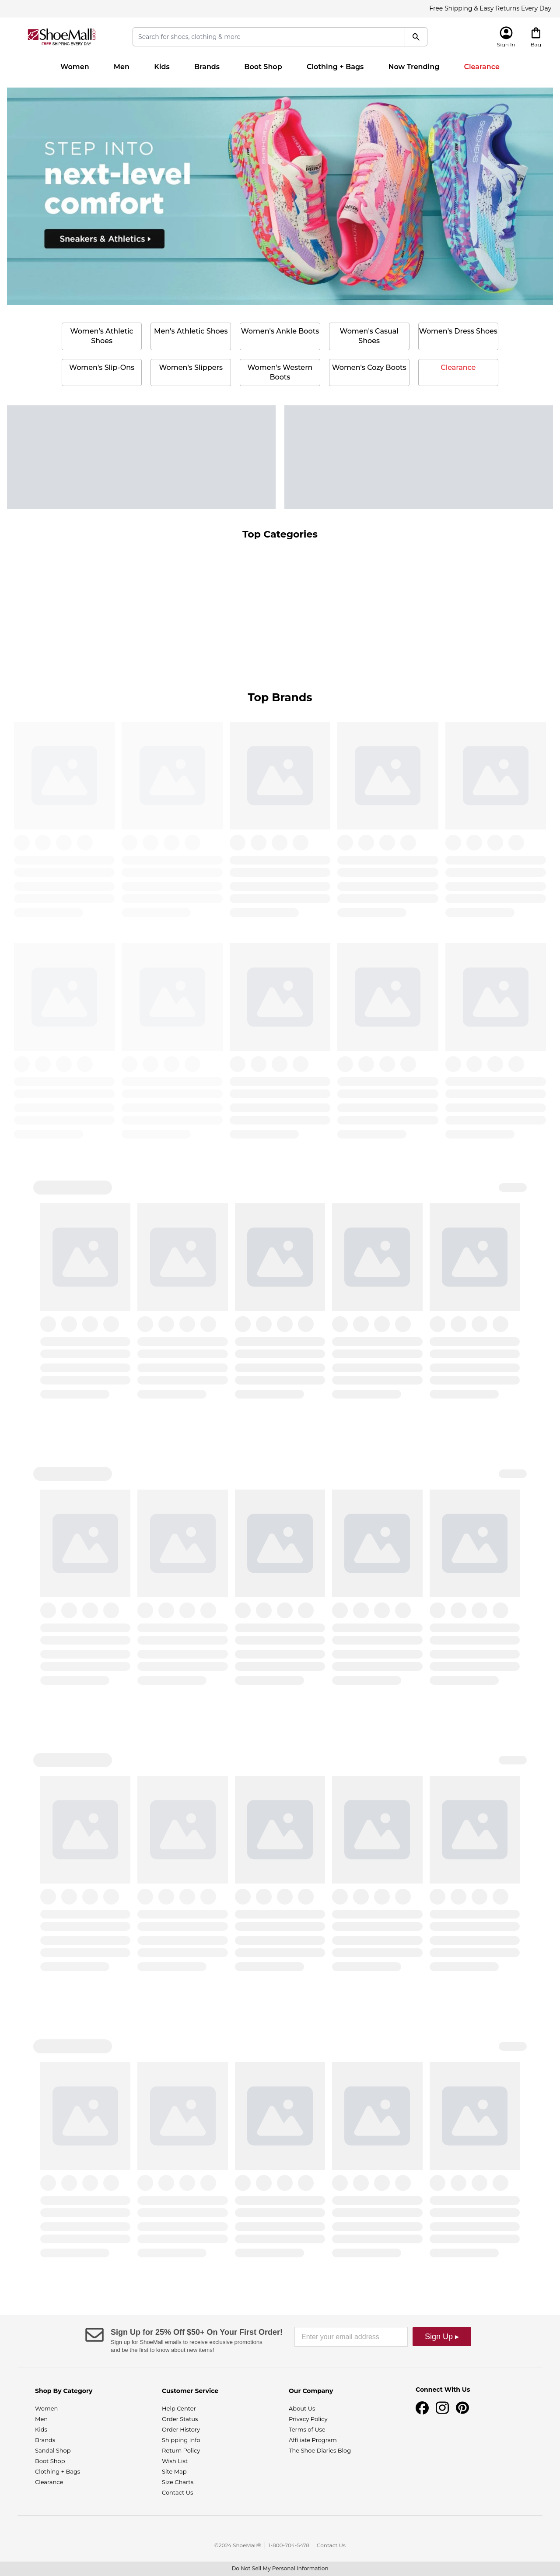 Free Shipping & Easy Returns Every Day
ShoeMall
FREE SHIPPING EVERY DAY
Search for shoes, clothing & more
Sign In
Bag
Women
Men
Kids
Brands
Boot Shop
Clothing + Bags
Now Trending
Clearance
STEP INTO
next-level
comfort
Sneakers & Athletics
Women's Athletic
Shoes
Men's Athletic Shoes
Women's Ankle Boots
Women's Casual
Shoes
Women's Dress Shoes
Women's Slip-Ons
Women's Slippers
Women's Western
Boots
Women's Cozy Boots
Clearance
Top Categories
Top Brands
Sign Up for 25% Off $50+ On Your First Order!
Sign up for ShoeMall emails to receive exclusive promotions
and be the first to know about new items!
Enter your email address
Sign Up ▸
Shop By Category
Women
Men
Kids
Brands
Sandal Shop
Boot Shop
Clothing + Bags
Clearance
Customer Service
Help Center
Order Status
Order History
Shipping Info
Return Policy
Wish List
Site Map
Size Charts
Contact Us
Our Company
About Us
Privacy Policy
Terms of Use
Affiliate Program
The Shoe Diaries Blog
Connect With Us
©2024 ShoeMall® | 1-800-704-5478 | Contact Us
Do Not Sell My Personal Information